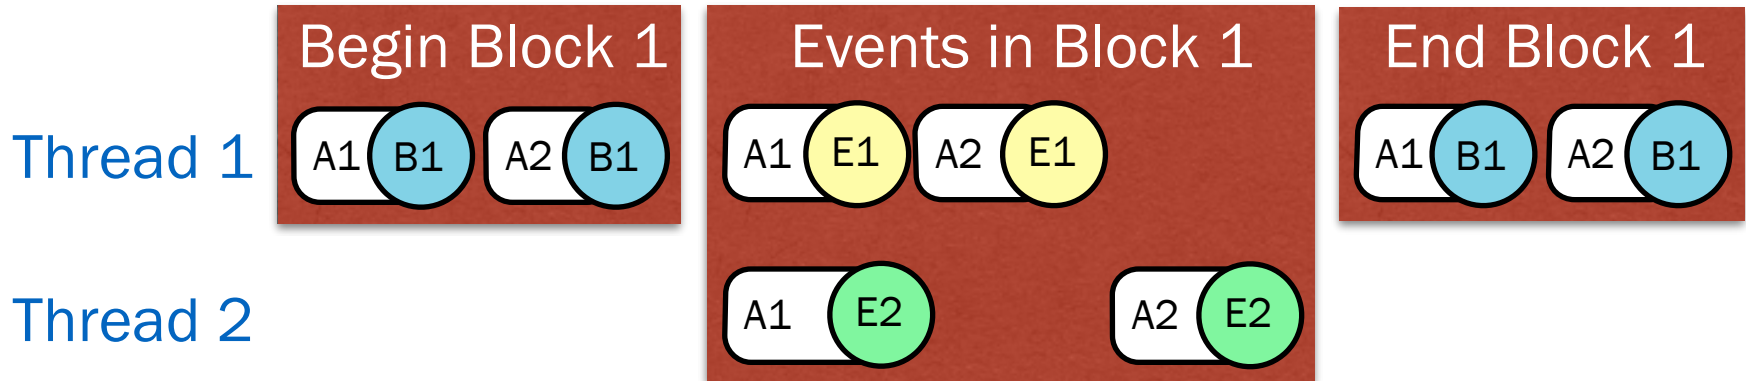 Begin Block 1 Events in Block 1 End Block 1
Thread 1 A1 B1 A2 B1 A1 E1 A2 E1 A1 B1 A2 B1
Thread 2 A1 E2 A2 E2